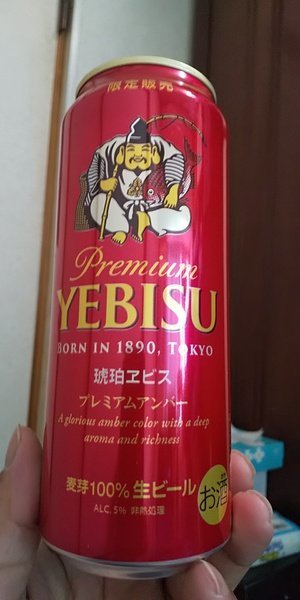 限定販売
Premium
YEBISU
BORN IN 1890, TOKYO
琥珀ヱビス
プレミアムアンバー
A glorious amber color with a deep
aroma and richness
麦芽100%生ビール
お酒
ALC. 5% 非熱処理